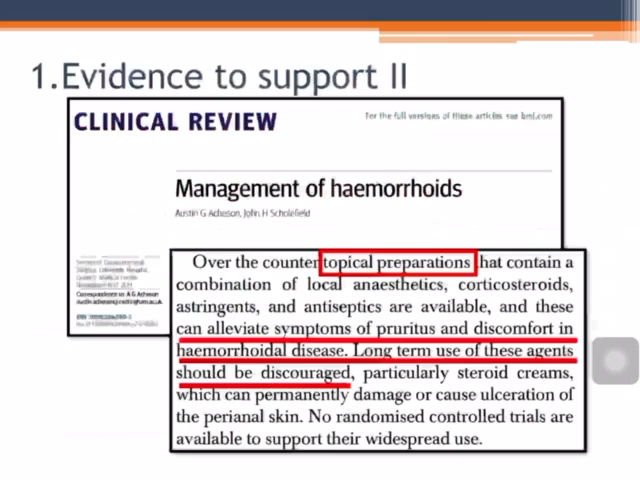 1.Evidence to support II
CLINICAL REVIEW
For the full versions of these articles see bmj.com
Management of haemorrhoids
Austin G Acheson, John H Scholefield
Over the counter topical preparations that contain a
combination of local anaesthetics, corticosteroids,
astringents, and antiseptics are available, and these
can alleviate symptoms of pruritus and discomfort in
haemorrhoidal disease. Long term use of these agents
should be discouraged, particularly steroid creams,
which can permanently damage or cause ulceration of
the perianal skin. No randomised controlled trials are
available to support their widespread use.
Correspondence to: A G Acheson